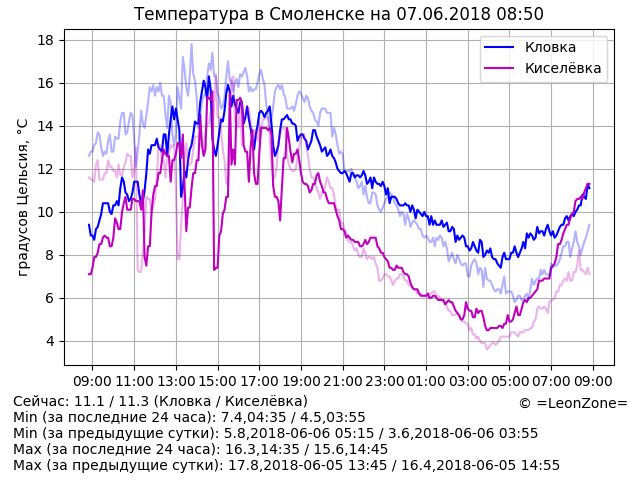 Температура в Смоленске на 07.06.2018 08:50
градусов Цельсия, °C
18
16
14
12
10
8
6
4
Кловка
Киселёвка
09:00 11:00 13:00 15:00 17:00 19:00 21:00 23:00 01:00 03:00 05:00 07:00 09:00
Сейчас: 11.1 / 11.3 (Кловка / Киселёвка)
© =LeonZone=
Min (за последние 24 часа): 7.4,04:35 / 4.5,03:55
Min (за предыдущие сутки): 5.8,2018-06-06 05:15 / 3.6,2018-06-06 03:55
Max (за последние 24 часа): 16.3,14:35 / 15.6,14:45
Max (за предыдущие сутки): 17.8,2018-06-05 13:45 / 16.4,2018-06-05 14:55